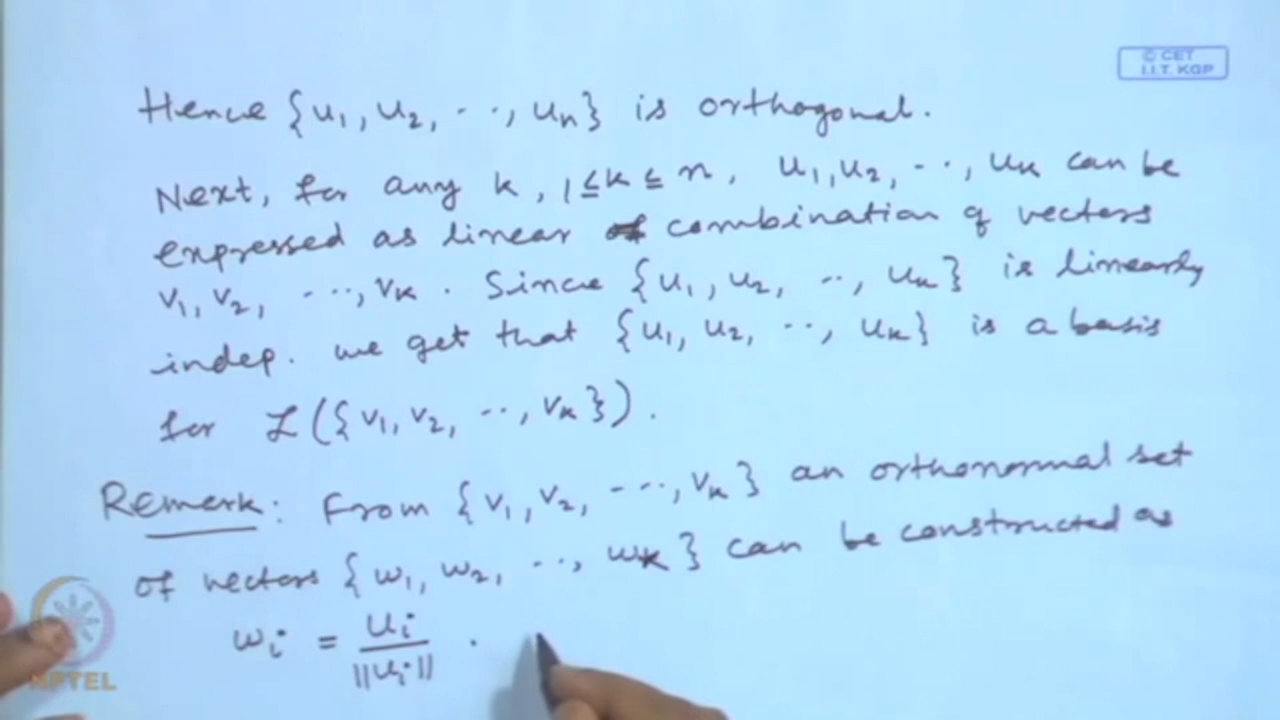 © CET
I.I.T. KGP
Hence {u₁, u₂, ..., uₙ} is orthogonal.
Next, for any k, 1≤k≤n, u₁, u₂, ..., uₖ can be
expressed as linear combination of vectors
v₁, v₂, ..., vₖ. Since {u₁, u₂, .., uₖ} is linearly
indep. we get that {u₁, u₂, .., uₖ} is a basis
for L({v₁, v₂, .., vₖ}).
Remark: From {v₁, v₂, ..., vₖ} an orthonormal set
of vectors {w₁, w₂, .., wₖ} can be constructed as
wᵢ = uᵢ / ||uᵢ|| .
NPTEL